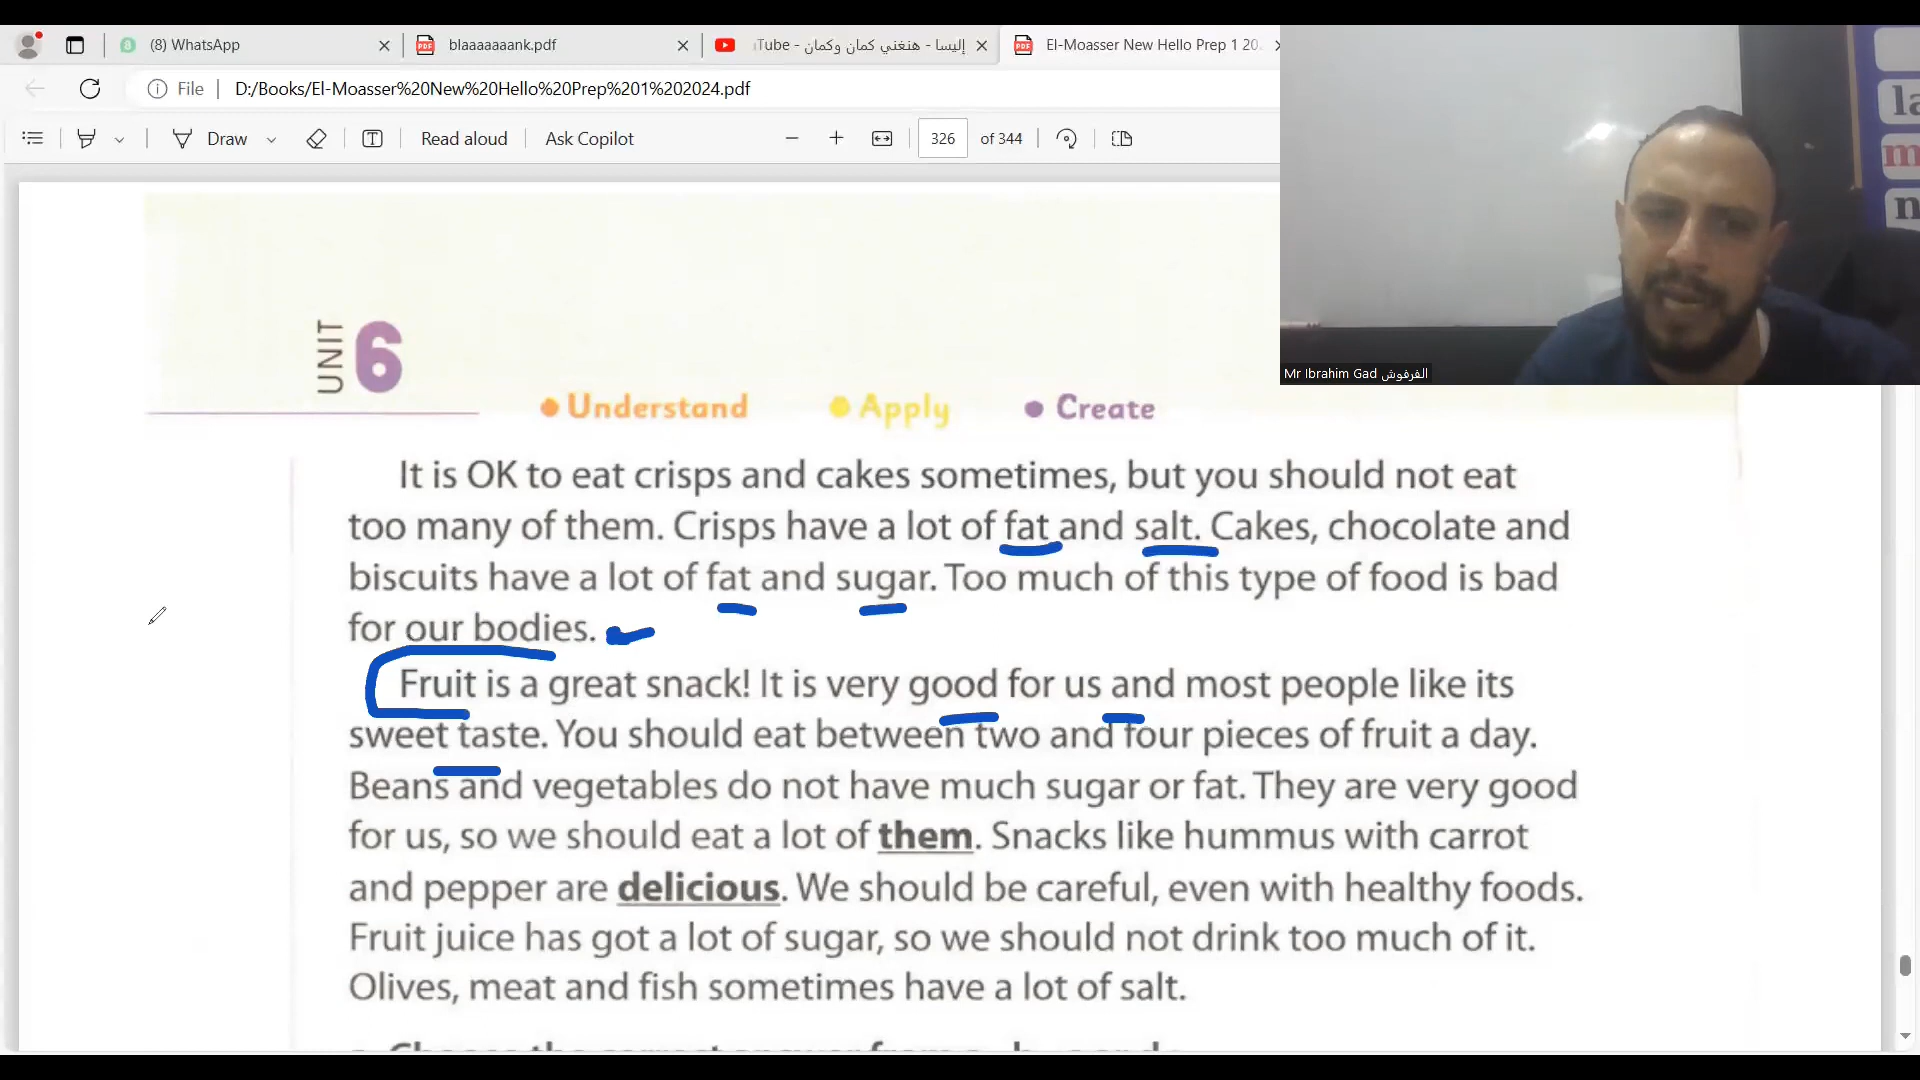 (8) WhatsApp
blaaaaaaank.pdf
إليسا - هنغني كمان وكمان - Tube
El-Moasser New Hello Prep 1 20
File
D:/Books/El-Moasser%20New%20Hello%20Prep%201%202024.pdf
Draw
Read aloud
Ask Copilot
326 of 344
la
m
n
Mr Ibrahim Gad الفرفوش
UNIT 6
Understand
Apply
Create
It is OK to eat crisps and cakes sometimes, but you should not eat
too many of them. Crisps have a lot of fat and salt. Cakes, chocolate and
biscuits have a lot of fat and sugar. Too much of this type of food is bad
for our bodies.
Fruit is a great snack! It is very good for us and most people like its
sweet taste. You should eat between two and four pieces of fruit a day.
Beans and vegetables do not have much sugar or fat. They are very good
for us, so we should eat a lot of them. Snacks like hummus with carrot
and pepper are delicious. We should be careful, even with healthy foods.
Fruit juice has got a lot of sugar, so we should not drink too much of it.
Olives, meat and fish sometimes have a lot of salt.